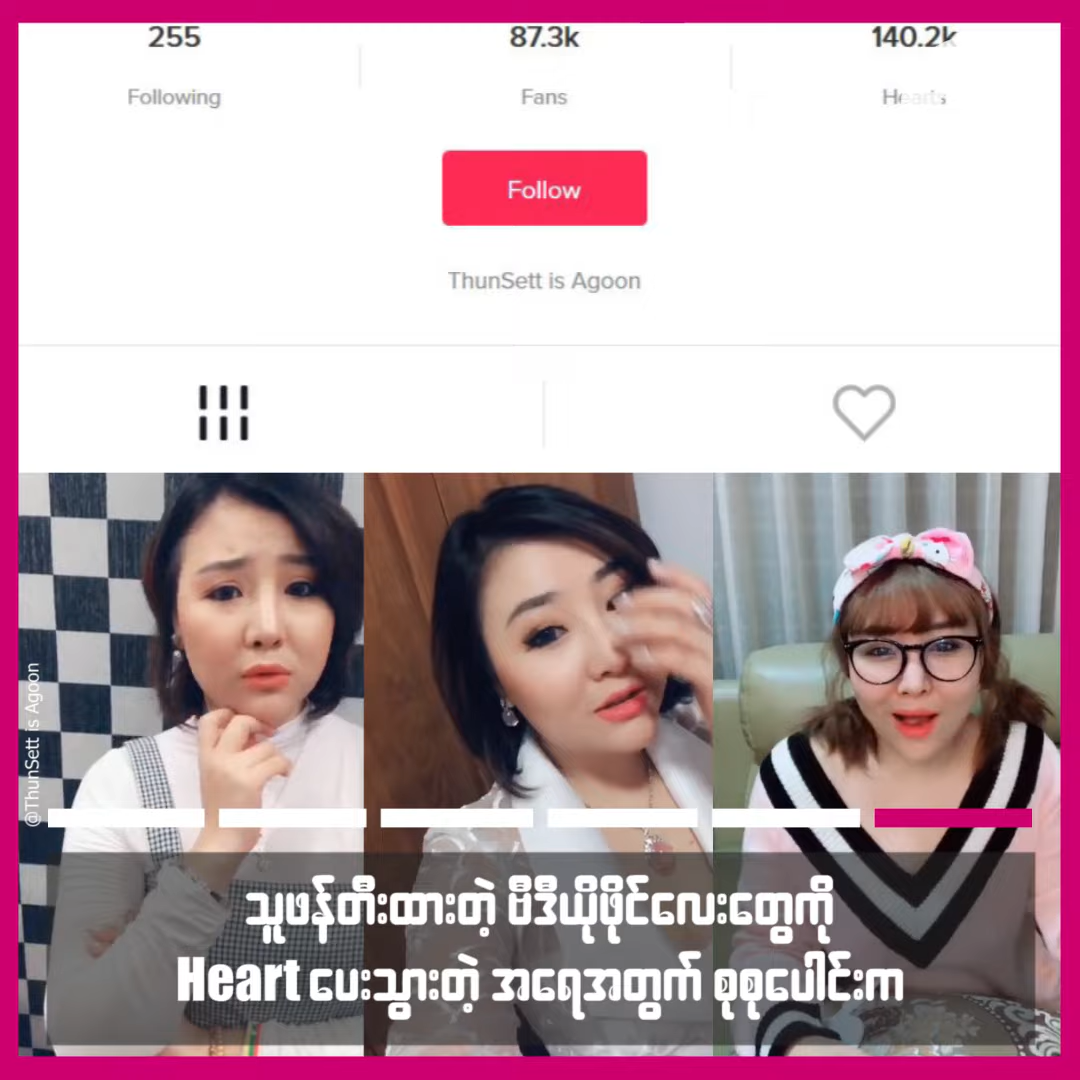 255 87.3k 140.2k
Following Fans Hearts
Follow
ThunSett is Agoon
@ThunSett is Agoon
သူဖန်တီးထားတဲ့ ဗီဒီယိုဖိုင်လေးတွေကို
Heart ပေးသွားတဲ့ အရေအတွက် စုစုပေါင်းက